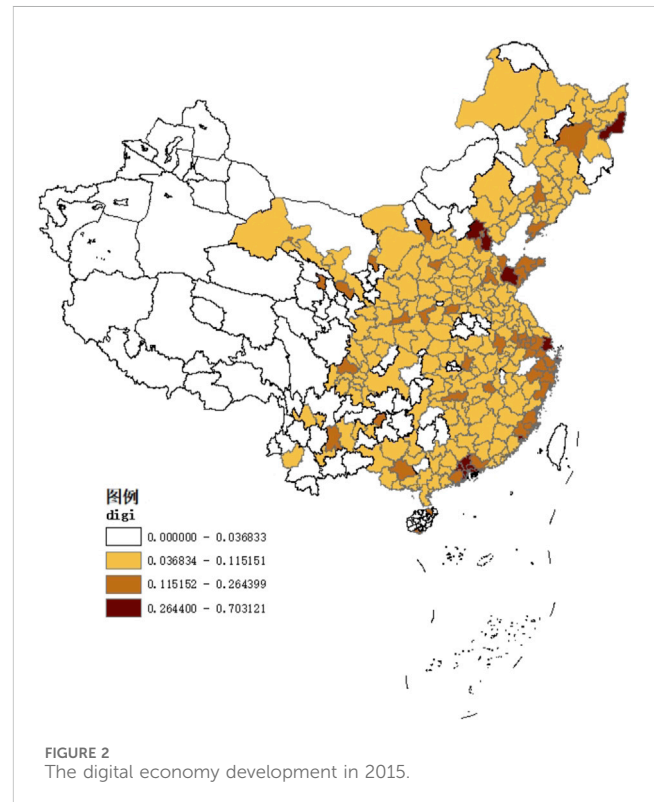 图例
digi
0.000000 - 0.036833
0.036834 - 0.115151
0.115152 - 0.264399
0.264400 - 0.703121
FIGURE 2
The digital economy development in 2015.